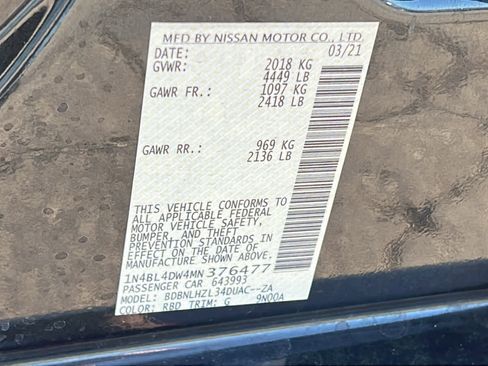 MFD BY NISSAN MOTOR CO., LTD.
DATE: 03/21
GVWR: 2018 KG
4449 LB
GAWR FR.: 1097 KG
2418 LB
GAWR RR.: 969 KG
2136 LB
THIS VEHICLE CONFORMS TO
ALL APPLICABLE FEDERAL
MOTOR VEHICLE SAFETY,
BUMPER, AND THEFT
PREVENTION STANDARDS IN
EFFECT ON THE DATE OF
MANUFACTURE SHOWN ABOVE.
1N4BL4DW4MN376477
PASSENGER CAR 643993
MODEL: BDBNLHZL34DUAC--ZA
COLOR: RBD TRIM: G 9N00A